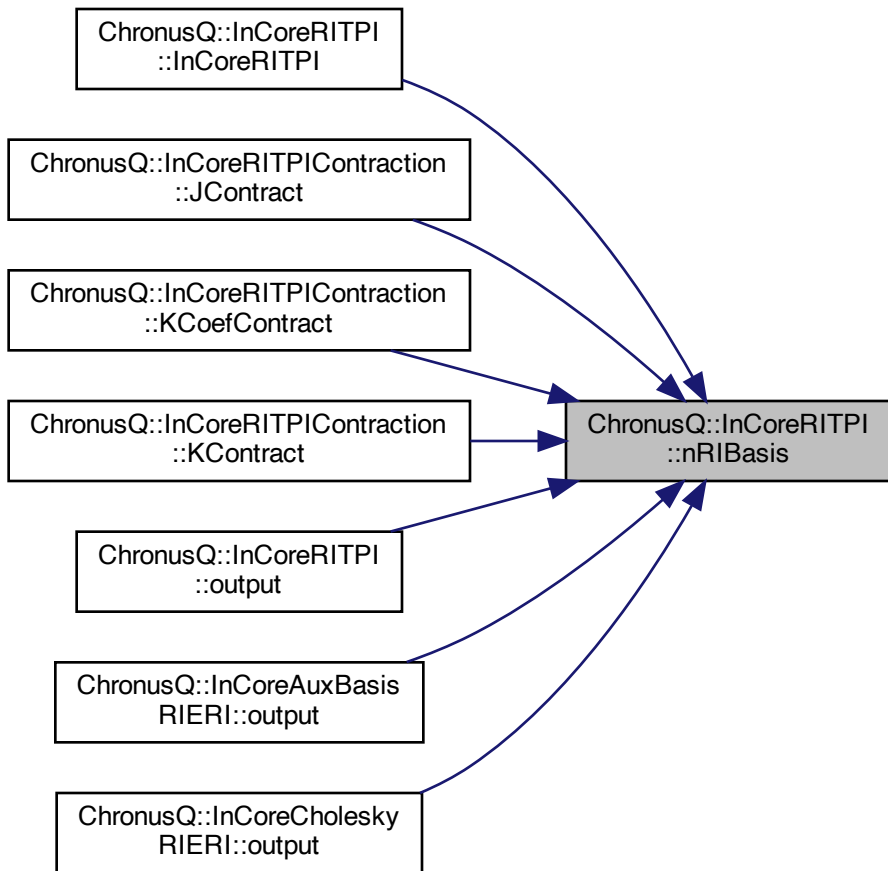 ChronusQ::InCoreRITPI
::InCoreRITPI
ChronusQ::InCoreRITPIContraction
::JContract
ChronusQ::InCoreRITPIContraction
::KCoefContract
ChronusQ::InCoreRITPIContraction
::KContract
ChronusQ::InCoreRITPI
::nRIBasis
ChronusQ::InCoreRITPI
::output
ChronusQ::InCoreAuxBasis
RIERI::output
ChronusQ::InCoreCholesky
RIERI::output